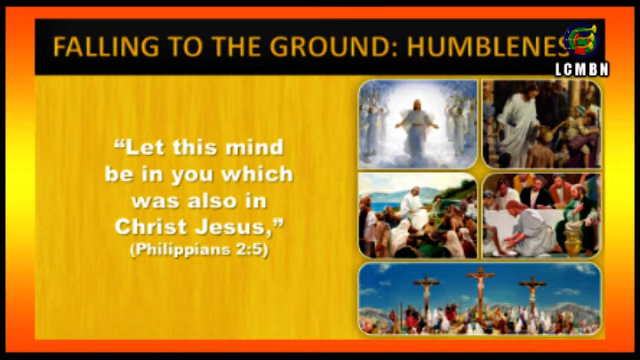 FALLING TO THE GROUND: HUMBLENES
LCMBN
“Let this mind
be in you which
was also in
Christ Jesus,”
(Philippians 2:5)